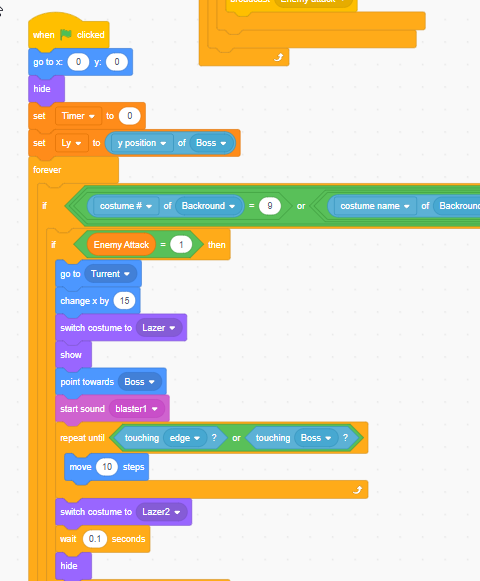 broadcast Enemy attack
when clicked
go to x: 0 y: 0
hide
set Timer to 0
set Ly to y position of Boss
forever
if costume # of Backround = 9 or costume name of Backroun
if Enemy Attack = 1 then
go to Turrent
change x by 15
switch costume to Lazer
show
point towards Boss
start sound blaster1
repeat until touching edge ? or touching Boss ?
move 10 steps
switch costume to Lazer2
wait 0.1 seconds
hide